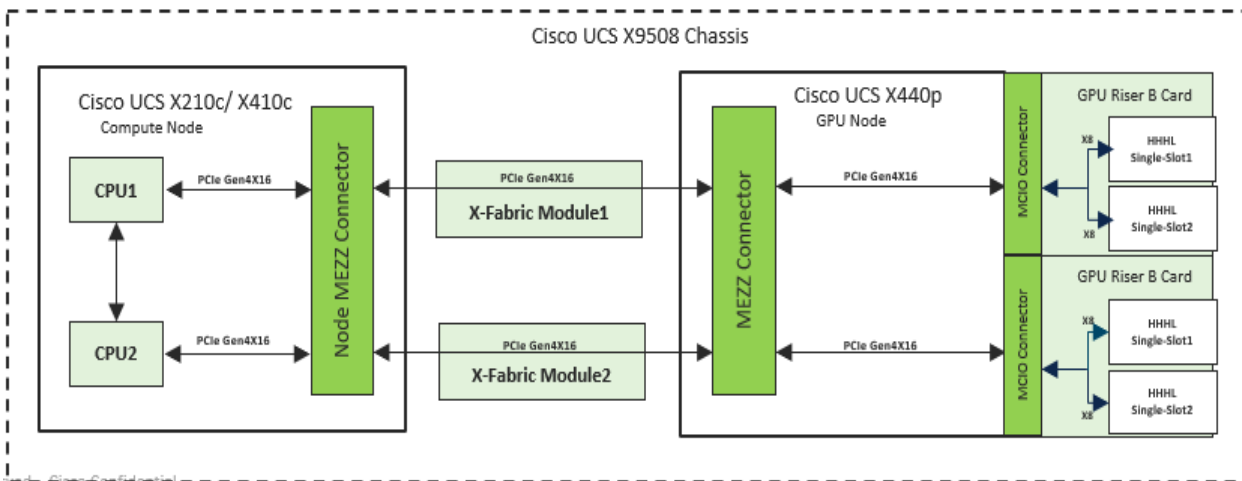 Cisco UCS X9508 Chassis
Cisco UCS X210c/ X410c
Compute Node
CPU1
PCIe Gen4X16
Node MEZZ Connector
CPU2
PCIe Gen4X16
PCIe Gen4X16
X-Fabric Module1
PCIe Gen4X16
X-Fabric Module2
Cisco UCS X440p
GPU Node
MEZZ Connector
PCIe Gen4X16
PCIe Gen4X16
MCIO Connector
GPU Riser B Card
X8
HHHL
Single-Slot1
X8
HHHL
Single-Slot2
MCIO Connector
GPU Riser B Card
X8
HHHL
Single-Slot1
X8
HHHL
Single-Slot2
Cisco Confidential